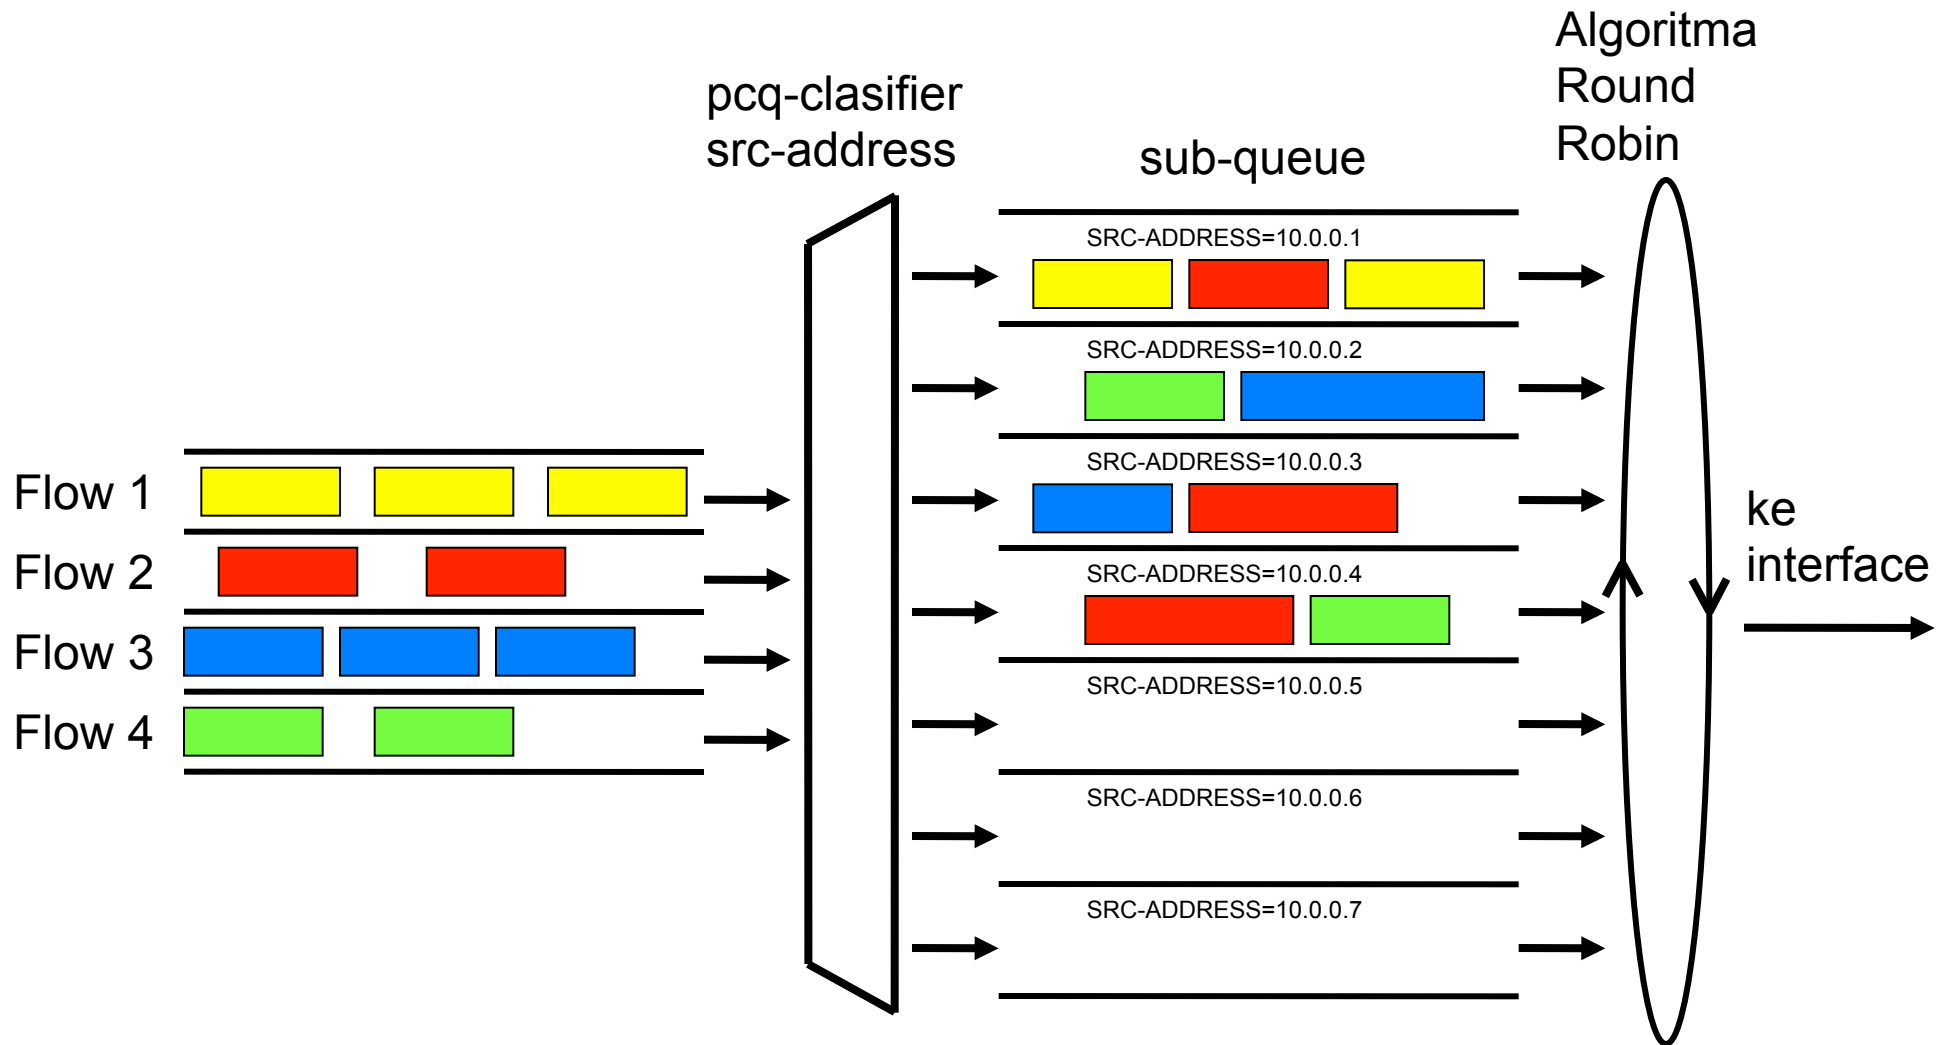 Algoritma
Round
Robin
pcq-clasifier
src-address
sub-queue
SRC-ADDRESS=10.0.0.1
SRC-ADDRESS=10.0.0.2
SRC-ADDRESS=10.0.0.3
SRC-ADDRESS=10.0.0.4
SRC-ADDRESS=10.0.0.5
SRC-ADDRESS=10.0.0.6
SRC-ADDRESS=10.0.0.7
Flow 1
Flow 2
Flow 3
Flow 4
ke
interface